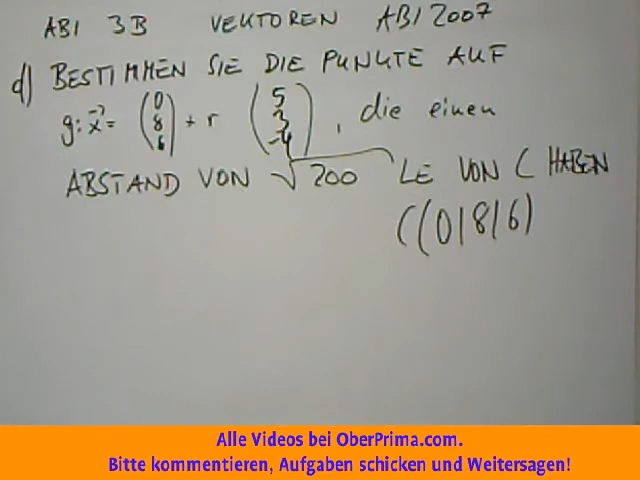 ABI 3B VEKTOREN ABI 2007
d) BESTIMMEN SIE DIE PUNKTE AUF
g: x⃗ = (0 8 6) + r (5 3 -4), die einen
ABSTAND VON √200 LE VON C HABEN
C(0|8|6)
Alle Videos bei OberPrima.com.
Bitte kommentieren, Aufgaben schicken und Weitersagen!